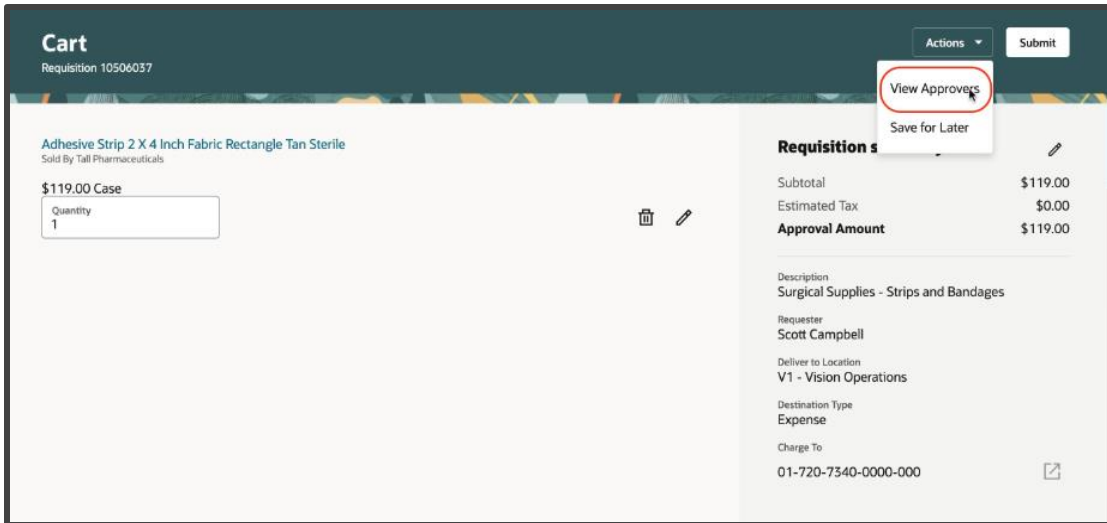 Cart
Requisition 10506037
Actions
Submit
View Approvers
Save for Later
Adhesive Strip 2 X 4 Inch Fabric Rectangle Tan Sterile
Sold By Tall Pharmaceuticals
$119.00 Case
Quantity
1
Requisition
Subtotal $119.00
Estimated Tax $0.00
Approval Amount $119.00
Description
Surgical Supplies - Strips and Bandages
Requester
Scott Campbell
Deliver to Location
V1 - Vision Operations
Destination Type
Expense
Charge To
01-720-7340-0000-000